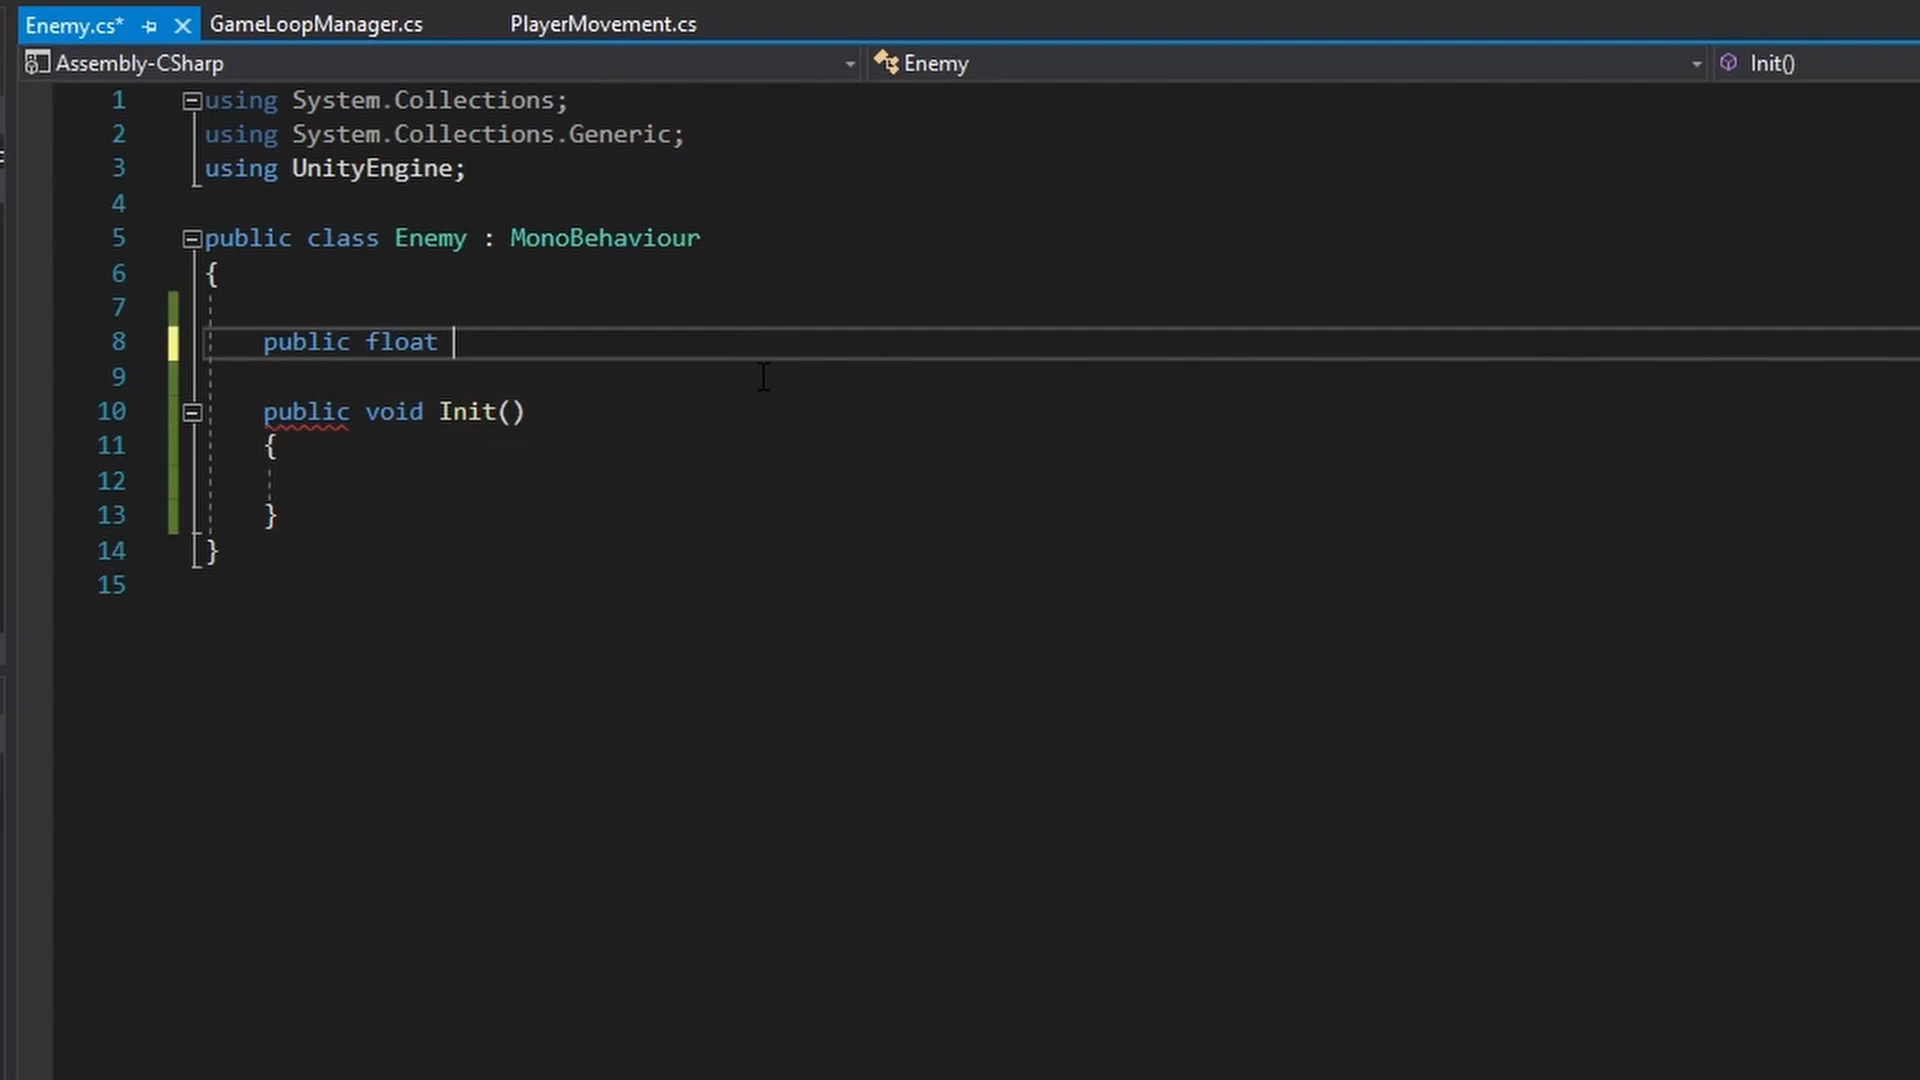 Enemy.cs* GameLoopManager.cs PlayerMovement.cs
Assembly-CSharp Enemy Init()
1 using System.Collections;
2 using System.Collections.Generic;
3 using UnityEngine;
4
5 public class Enemy : MonoBehaviour
6 {
7
8 public float
9
10 public void Init()
11 {
12
13 }
14 }
15